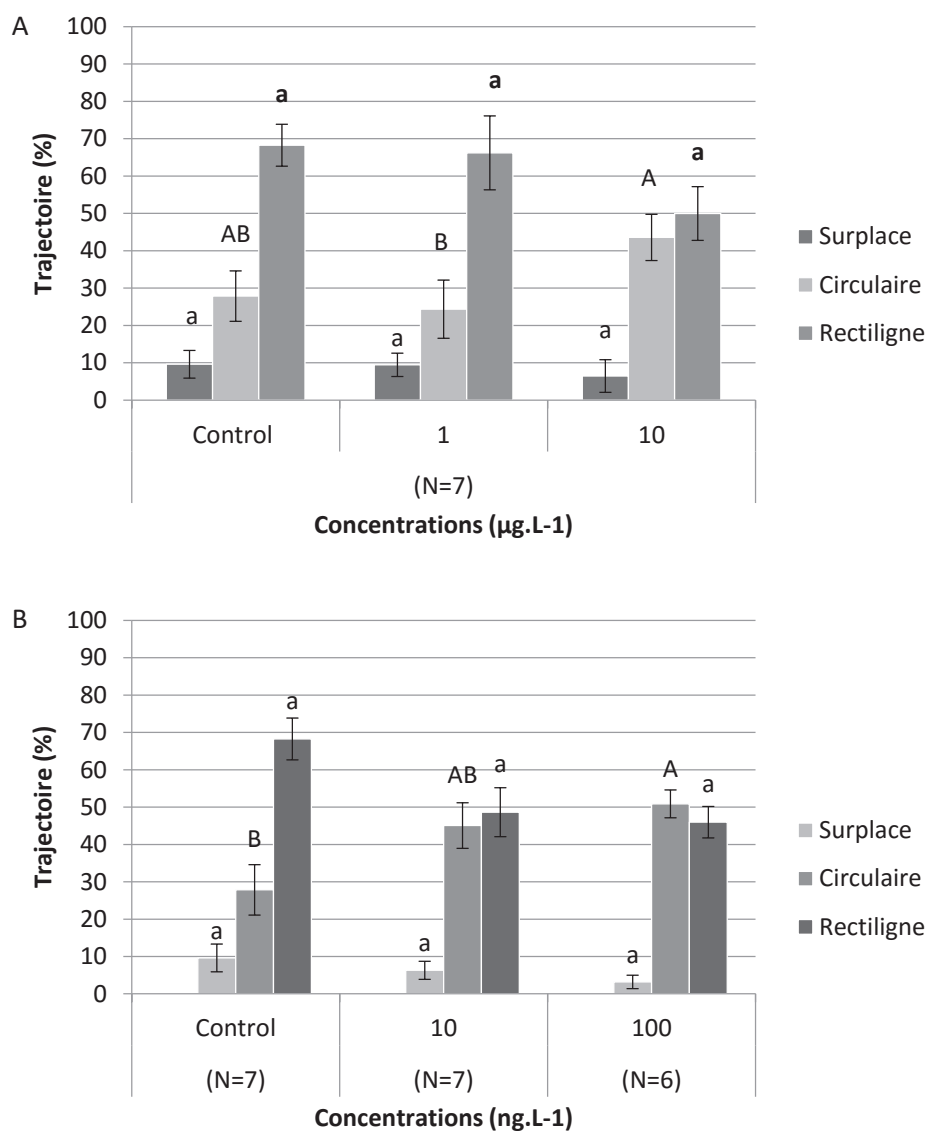 A
100
90
80
70
60
50
40
30
20
10
0
Trajectoire (%)
a AB a
a B a
a A a
Control 1 10
(N=7)
Concentrations (µg.L-1)
Surplace
Circulaire
Rectiligne
B
100
90
80
70
60
50
40
30
20
10
0
Trajectoire (%)
a B a
a AB a
a A a
Control 10 100
(N=7) (N=7) (N=6)
Concentrations (ng.L-1)
Surplace
Circulaire
Rectiligne